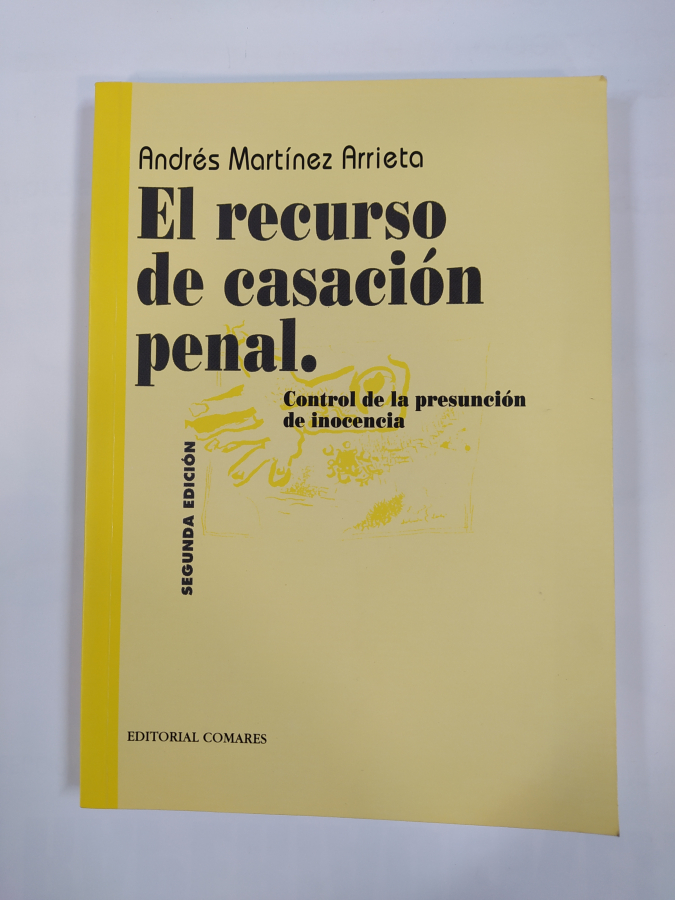 Andrés Martínez Arrieta
El recurso
de casación
penal.
Control de la presunción
de inocencia
SEGUNDA EDICIÓN
EDITORIAL COMARES